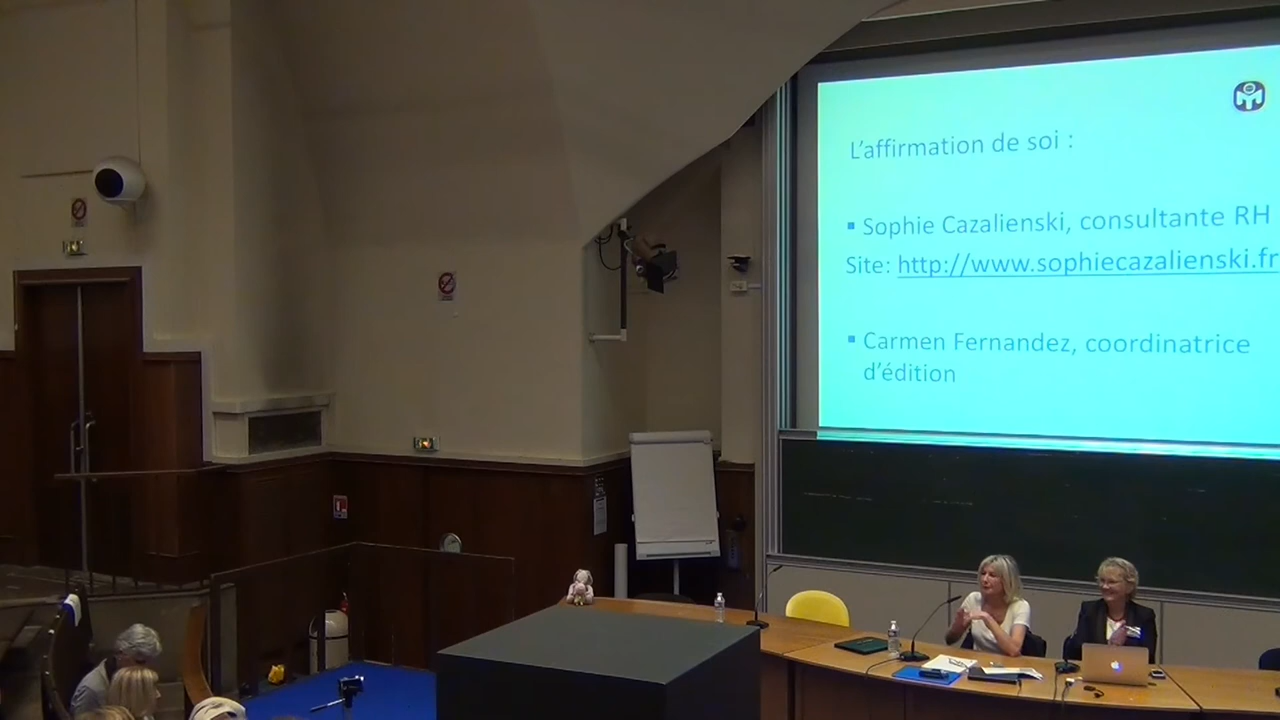 L'affirmation de soi :
▪ Sophie Cazalienski, consultante RH
Site: http://www.sophiecazalienski.fr
▪ Carmen Fernandez, coordinatrice
d'édition